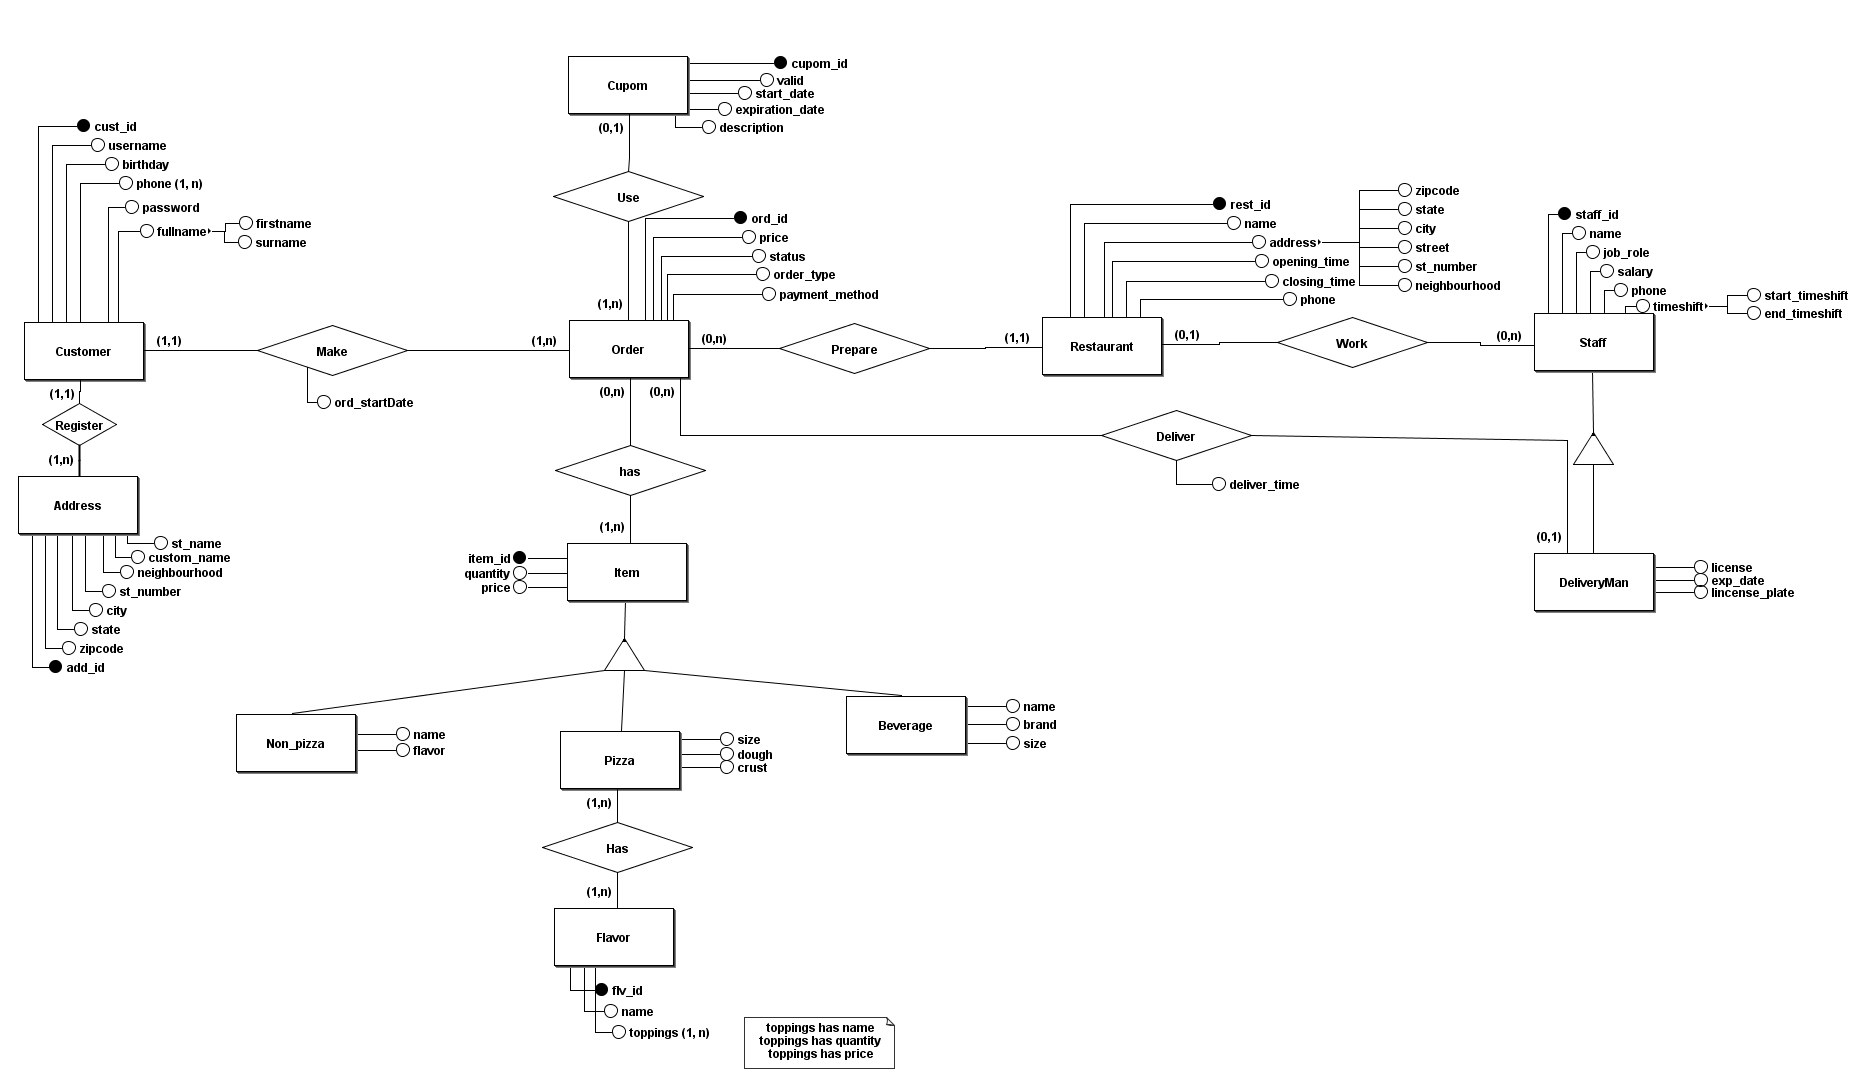 Cupom
cupom_id
valid
start_date
expiration_date
description
(0,1)
Use
(1,n)
cust_id
username
birthday
phone (1, n)
password
fullname
firstname
surname
Customer
(1,1)
Make
ord_startDate
(1,n)
ord_id
price
status
order_type
payment_method
Order
(0,n)
Prepare
(1,1)
rest_id
name
address
opening_time
closing_time
phone
zipcode
state
city
street
st_number
neighbourhood
Restaurant
(0,1)
Work
(0,n)
staff_id
name
job_role
salary
phone
timeshift
start_timeshift
end_timeshift
Staff
(1,1)
Register
(1,n)
Address
st_name
custom_name
neighbourhood
st_number
city
state
zipcode
add_id
(0,n)
(0,n)
has
(1,n)
Deliver
deliver_time
(0,1)
DeliveryMan
license
exp_date
lincense_plate
item_id
quantity
price
Item
Non_pizza
name
flavor
Pizza
size
dough
crust
Beverage
name
brand
size
(1,n)
Has
(1,n)
Flavor
flv_id
name
toppings (1, n)
toppings has name
toppings has quantity
toppings has price